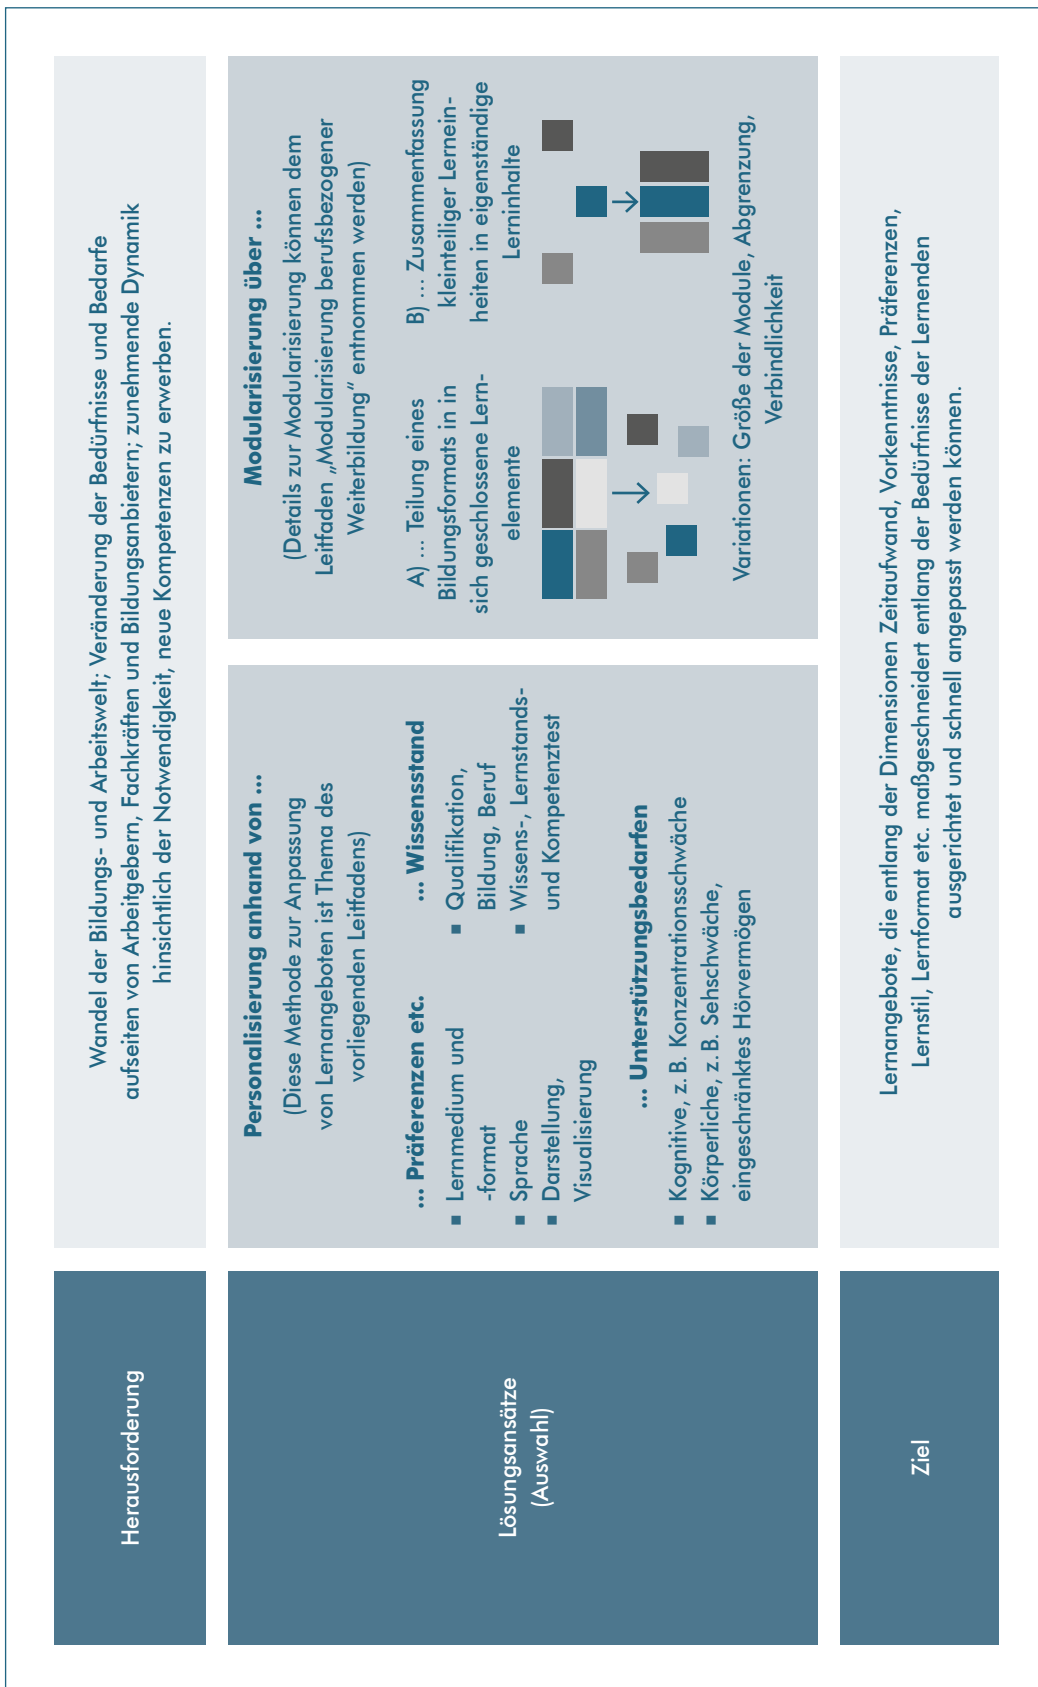 Herausforderung
Wandel der Bildungs- und Arbeitswelt; Veränderung der Bedürfnisse und Bedarfe
aufseiten von Arbeitgebern, Fachkräften und Bildungsanbietern; zunehmende Dynamik
hinsichtlich der Notwendigkeit, neue Kompetenzen zu erwerben.
Lösungsansätze
(Auswahl)
Personalisierung anhand von ...
(Diese Methode zur Anpassung
von Lernangeboten ist Thema des
vorliegenden Leitfadens)
... Präferenzen etc.
▪ Lernmedium und
-format
▪ Sprache
▪ Darstellung,
Visualisierung
... Wissensstand
▪ Qualifikation,
Bildung, Beruf
▪ Wissens-, Lernstands-
und Kompetenztest
... Unterstützungsbedarfen
▪ Kognitive, z. B. Konzentrationsschwäche
▪ Körperliche, z. B. Sehschwäche,
eingeschränktes Hörvermögen
Modularisierung über ...
(Details zur Modularisierung können dem
Leitfaden „Modularisierung berufsbezogener
Weiterbildung“ entnommen werden)
A) ... Teilung eines
Bildungsformats in in
sich geschlossene Lern-
elemente
B) ... Zusammenfassung
kleinteiliger Lernein-
heiten in eigenständige
Lerninhalte
Variationen: Größe der Module, Abgrenzung,
Verbindlichkeit
Ziel
Lernangebote, die entlang der Dimensionen Zeitaufwand, Vorkenntnisse, Präferenzen,
Lernstil, Lernformat etc. maßgeschneidert entlang der Bedürfnisse der Lernenden
ausgerichtet und schnell angepasst werden können.